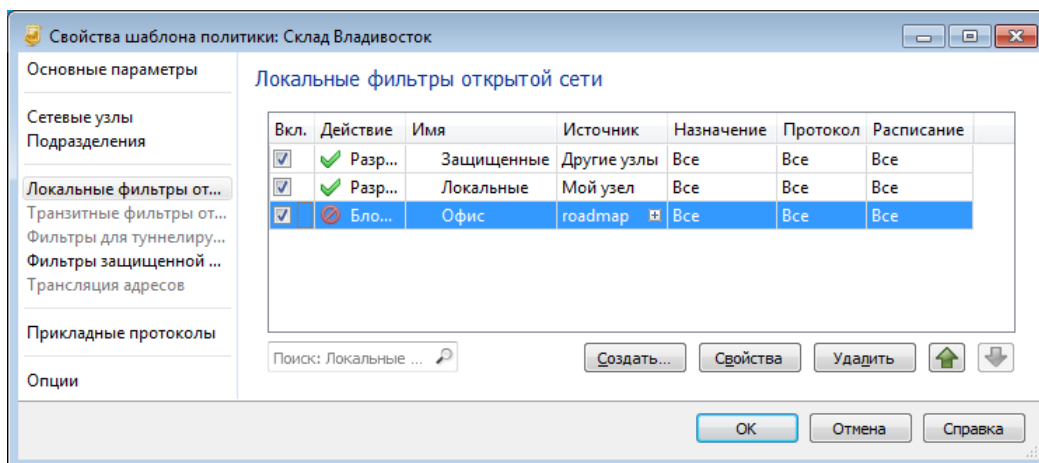 Свойства шаблона политики: Склад Владивосток
Основные параметры
Сетевые узлы
Подразделения
Локальные фильтры от...
Транзитные фильтры от...
Фильтры для туннелиру...
Фильтры защищенной ...
Трансляция адресов
Прикладные протоколы
Опции
Локальные фильтры открытой сети
Вкл. Действие Имя Источник Назначение Протокол Расписание
Разр... Защищенные Другие узлы Все Все Все
Разр... Локальные Мой узел Все Все Все
Бло... Офис roadmap Все Все Все
Поиск: Локальные ... Создать... Свойства Удалить
ОК Отмена Справка